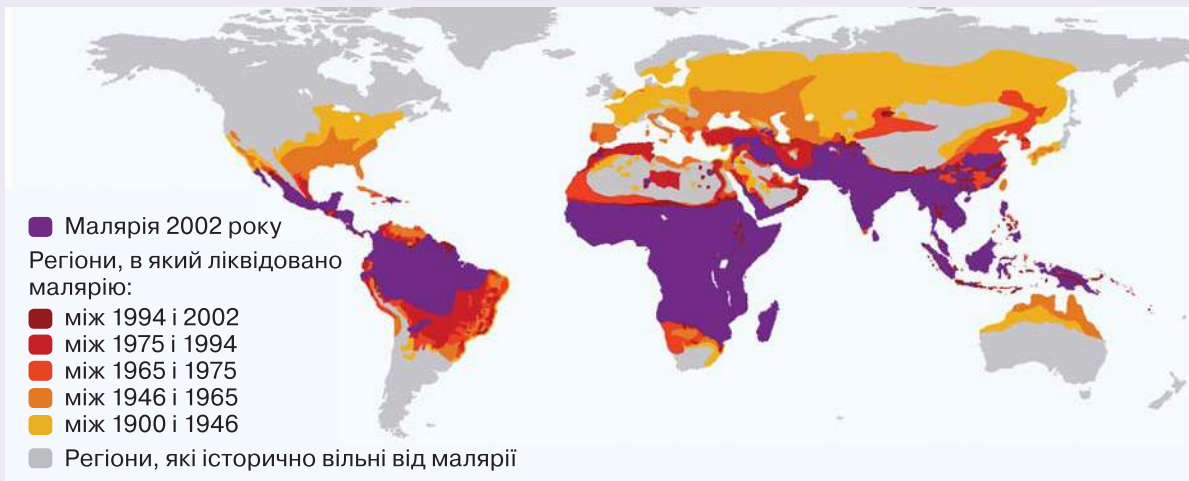 Малярія 2002 року
Регіони, в який ліквідовано
малярію:
між 1994 і 2002
між 1975 і 1994
між 1965 і 1975
між 1946 і 1965
між 1900 і 1946
Регіони, які історично вільні від малярії